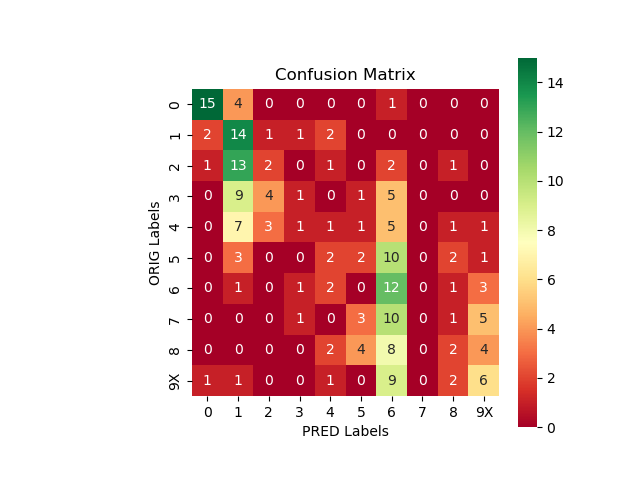 Confusion Matrix
ORIG Labels
0 15 4 0 0 0 0 1 0 0 0
1 2 14 1 1 2 0 0 0 0 0
2 1 13 2 0 1 0 2 0 1 0
3 0 9 4 1 0 1 5 0 0 0
4 0 7 3 1 1 1 5 0 1 1
5 0 3 0 0 2 2 10 0 2 1
6 0 1 0 1 2 0 12 0 1 3
7 0 0 0 1 0 3 10 0 1 5
8 0 0 0 0 2 4 8 0 2 4
9X 1 1 0 0 1 0 9 0 2 6
0 1 2 3 4 5 6 7 8 9X
PRED Labels
14
12
10
8
6
4
2
0